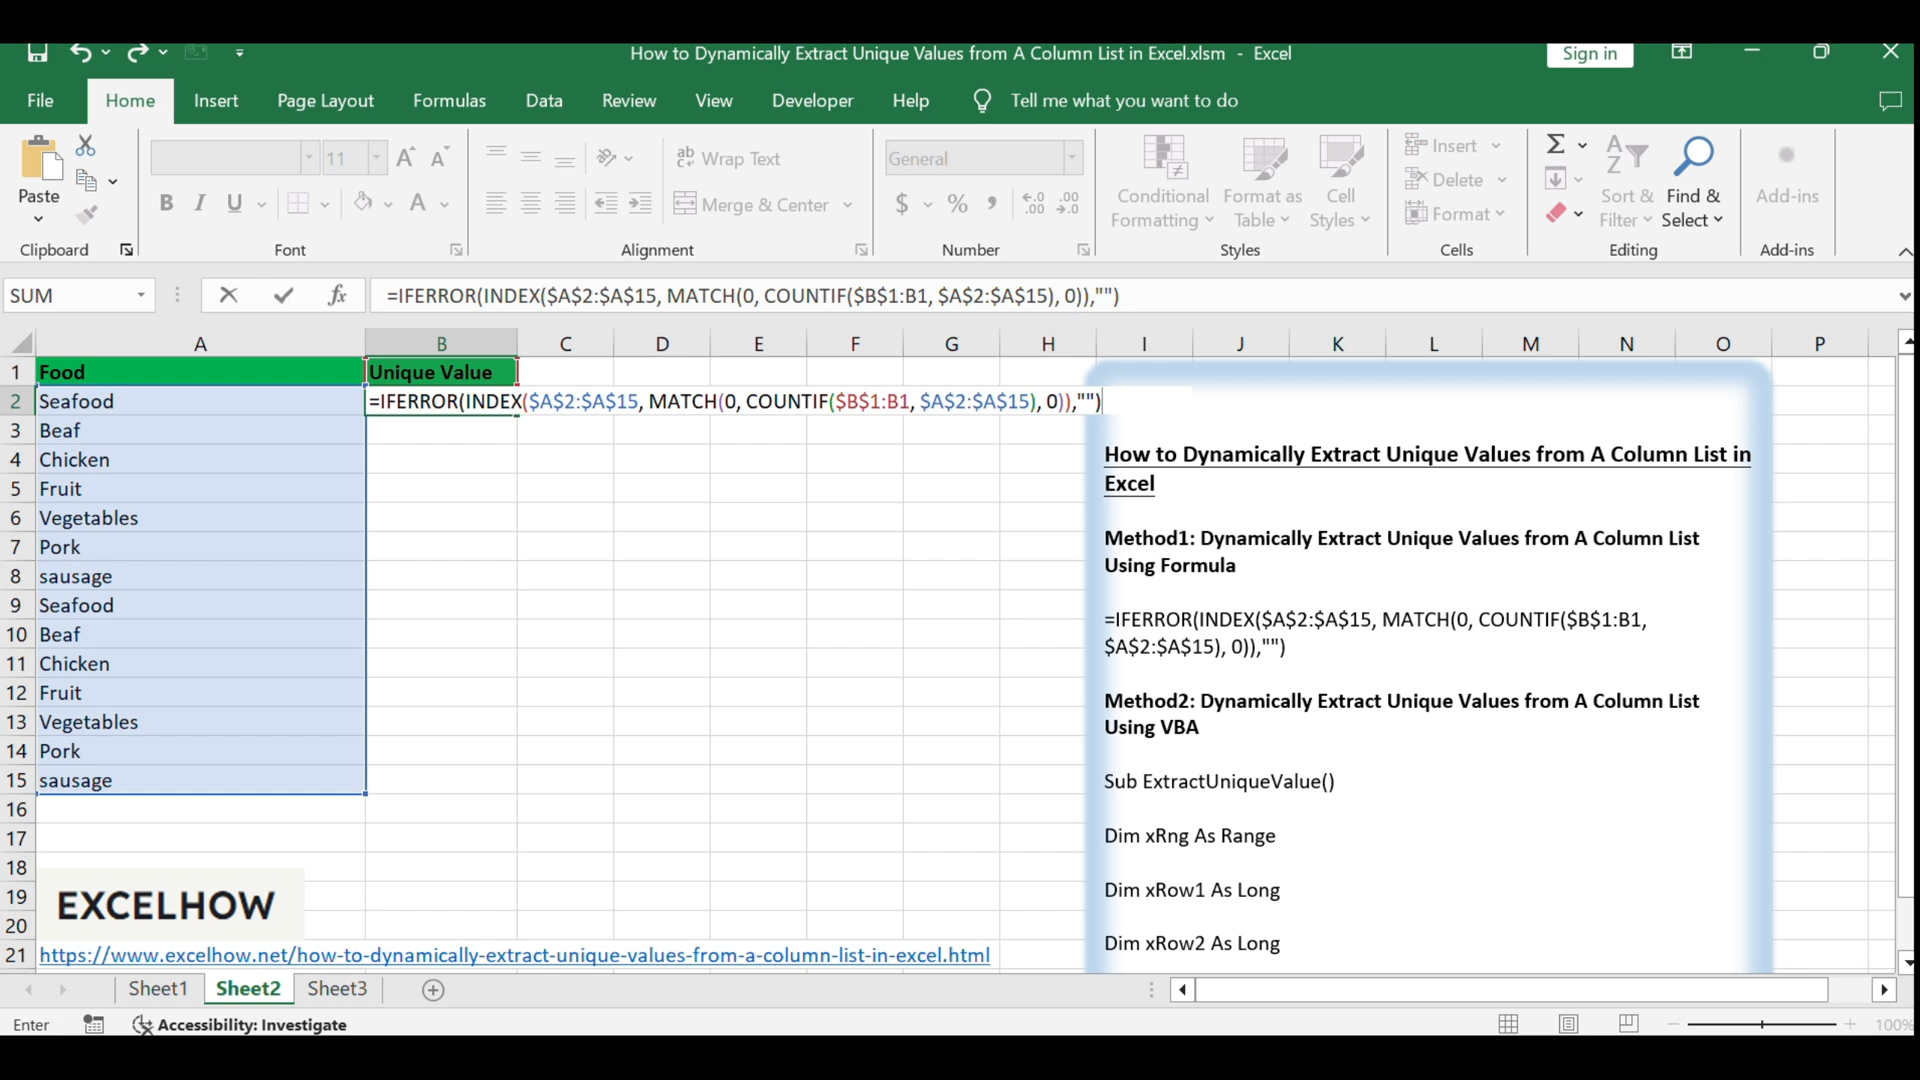 How to Dynamically Extract Unique Values from A Column List in Excel.xlsm - Excel
Sign in
File Home Insert Page Layout Formulas Data Review View Developer Help Tell me what you want to do
Paste
11
Wrap Text
General
Conditional Formatting
Format as Table
Cell Styles
Insert
Delete
Format
Sort & Filter
Find & Select
Add-ins
B I U A
Merge & Center
$ % , .00 .0
Clipboard Font Alignment Number Styles Cells Editing Add-ins
SUM
fx
=IFERROR(INDEX($A$2:$A$15, MATCH(0, COUNTIF($B$1:B1, $A$2:$A$15), 0)),"")
A B C D E F G H I J K L M O P
1 Food Unique Value
2 Seafood =IFERROR(INDEX($A$2:$A$15, MATCH(0, COUNTIF($B$1:B1, $A$2:$A$15), 0)),"")
3 Beaf
4 Chicken
5 Fruit
6 Vegetables
7 Pork
8 sausage
9 Seafood
10 Beaf
11 Chicken
12 Fruit
13 Vegetables
14 Pork
15 sausage
16
17
18
19
20
EXCELHOW
21 https://www.excelhow.net/how-to-dynamically-extract-unique-values-from-a-column-list-in-excel.html
How to Dynamically Extract Unique Values from A Column List in
Excel
Method1: Dynamically Extract Unique Values from A Column List
Using Formula
=IFERROR(INDEX($A$2:$A$15, MATCH(0, COUNTIF($B$1:B1,
$A$2:$A$15), 0)),"")
Method2: Dynamically Extract Unique Values from A Column List
Using VBA
Sub ExtractUniqueValue()
Dim xRng As Range
Dim xRow1 As Long
Dim xRow2 As Long
Sheet1 Sheet2 Sheet3
Enter
Accessibility: Investigate
100%